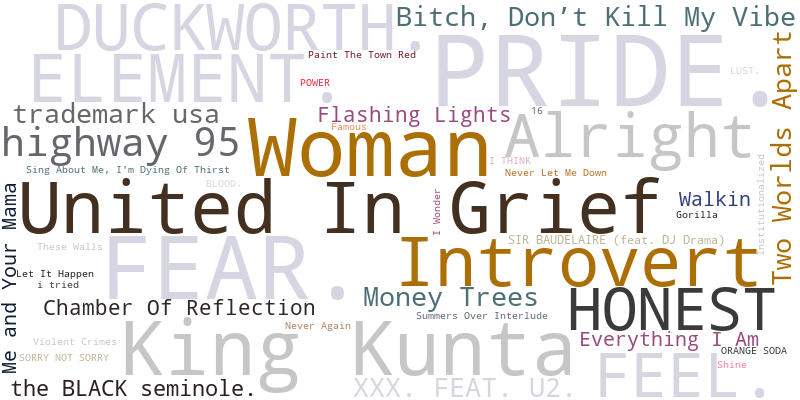 DUCKWORTH.
Bitch, Don’t Kill My Vibe
Paint The Town Red
ELEMENT.
PRIDE.
LUST.
POWER
Two Worlds Apart
trademark usa
Flashing Lights
16
Famous
highway 95
Woman
Alright
I THINK
Sing About Me, I'm Dying Of Thirst
Never Let Me Down
Institutionalized
BLOOD.
United In Grief
I Wonder
Walkin
Gorilla
Me and Your Mama
These Walls
FEAR.
SIR BAUDELAIRE (feat. DJ Drama)
Introvert
Let It Happen
i tried
Money Trees
HONEST
Chamber Of Reflection
Summers Over Interlude
Never Again
King Kunta
Everything I Am
Violent Crimes
SORRY NOT SORRY
ORANGE SODA
Shine
FEEL.
the BLACK seminole.
XXX. FEAT. U2.